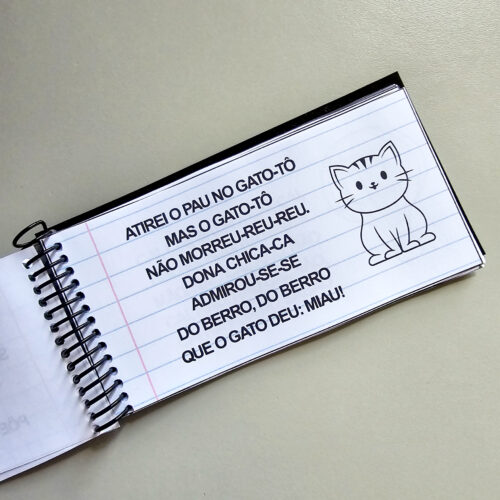 ATIREI O PAU NO GATO-TÔ
MAS O GATO-TÔ
NÃO MORREU-REU-REU.
DONA CHICA-CA
ADMIROU-SE-SE
DO BERRO, DO BERRO
QUE O GATO DEU: MIAU!